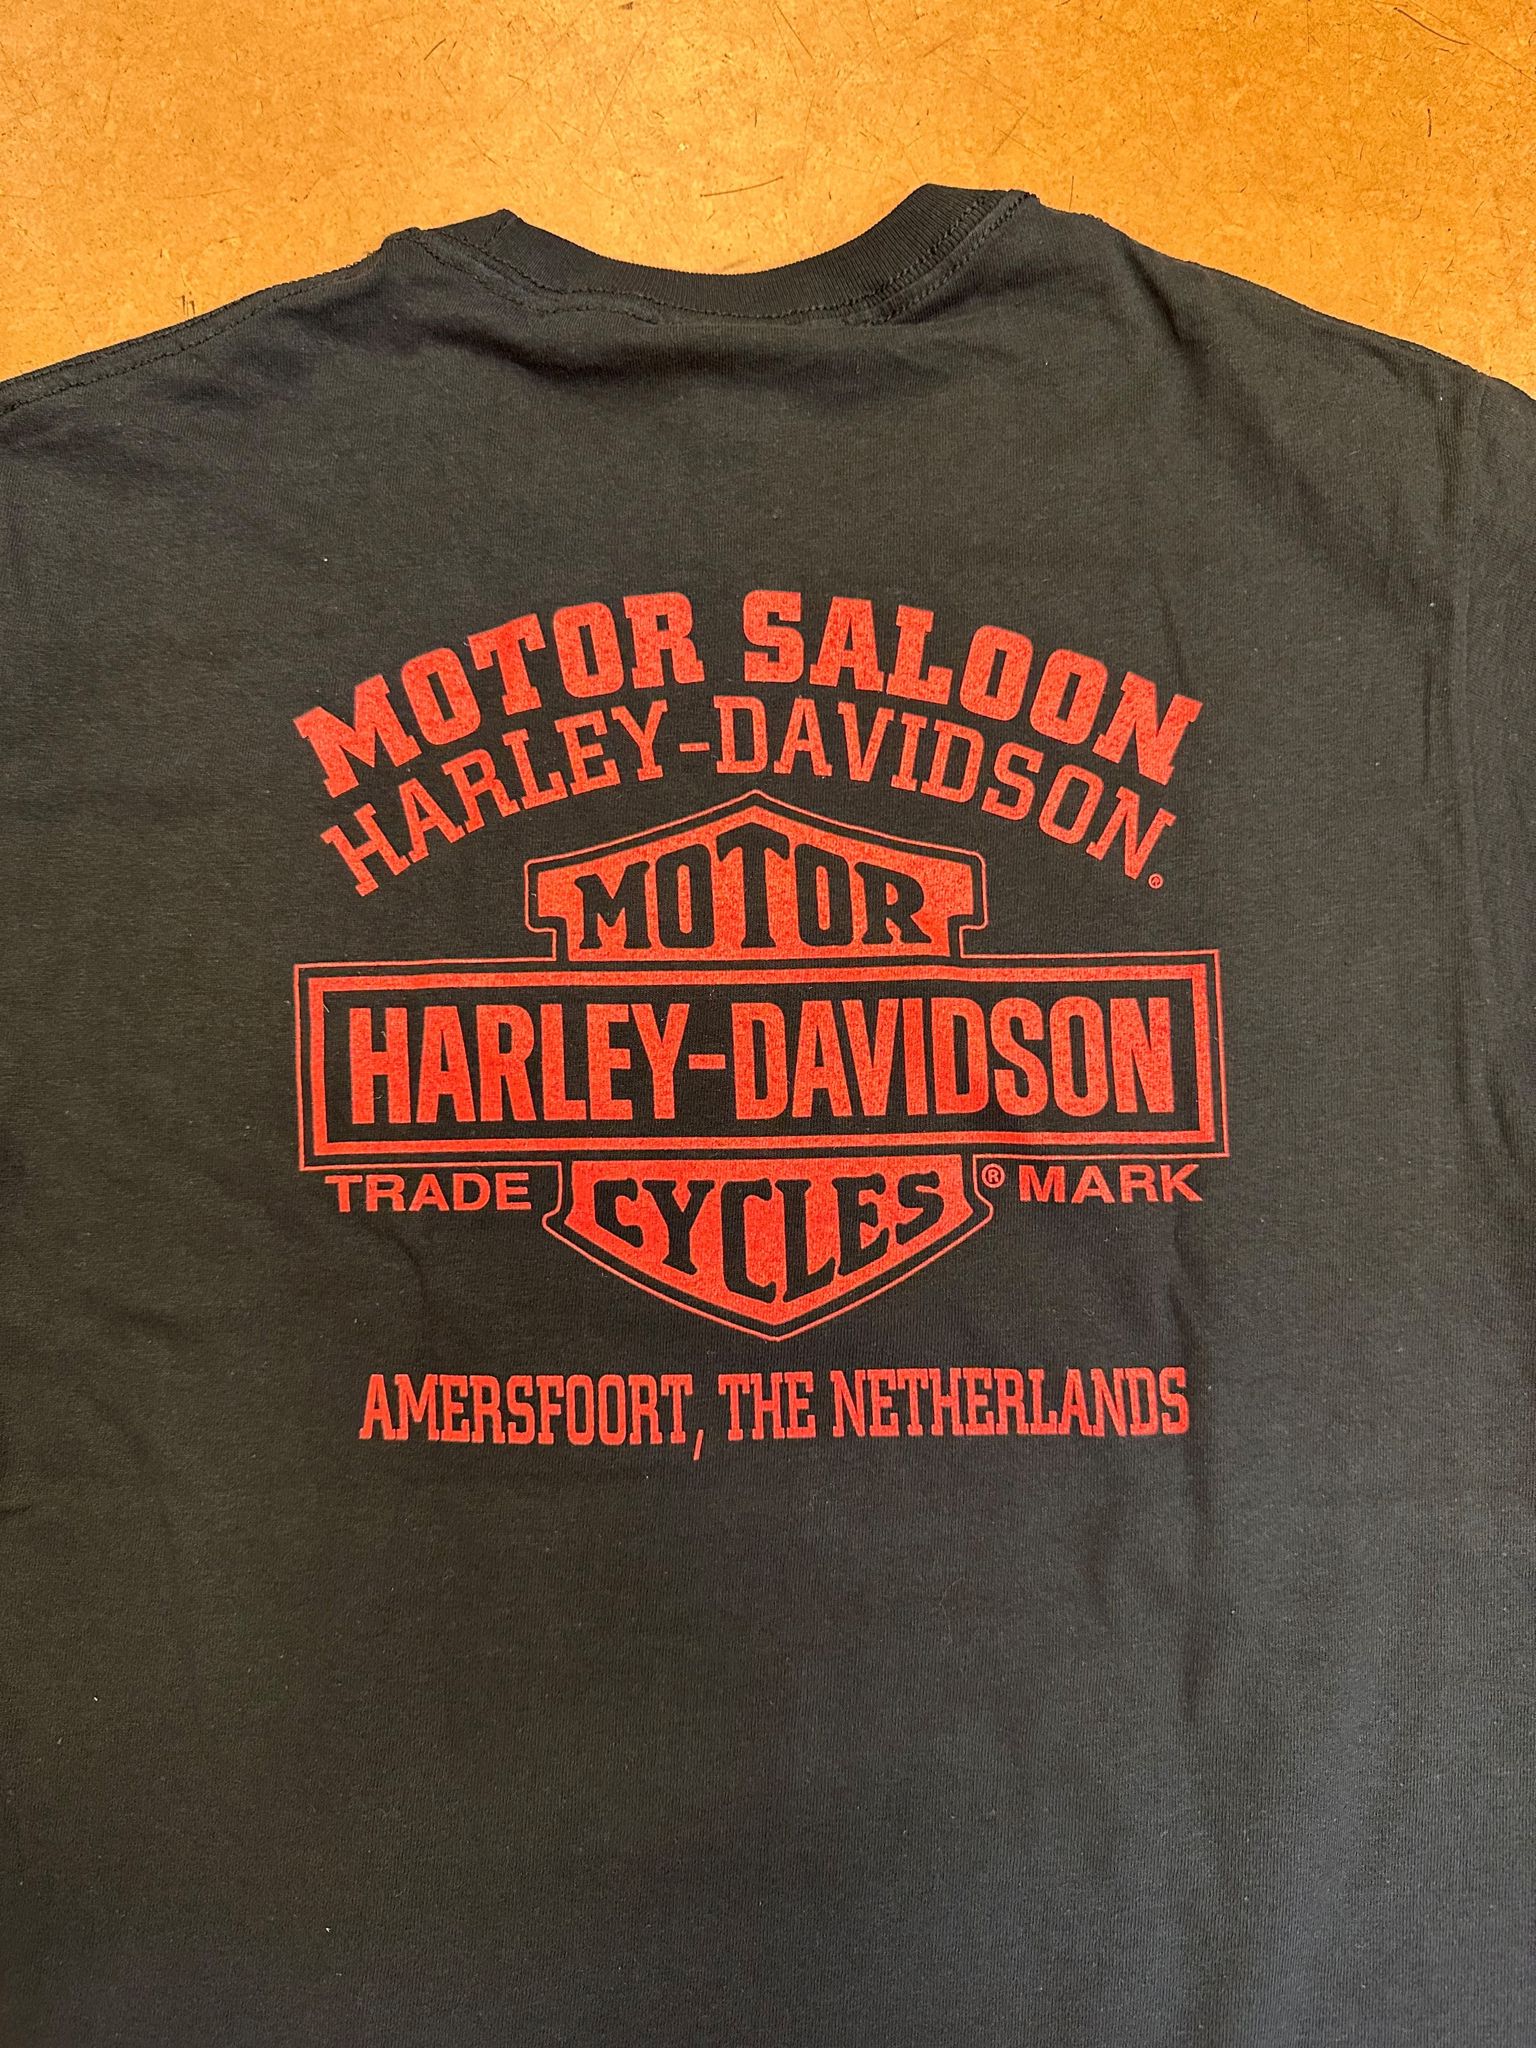 MOTOR SALOON
HARLEY-DAVIDSON®
MOTOR
HARLEY-DAVIDSON
TRADE ® MARK
CYCLES
AMERSFOORT, THE NETHERLANDS